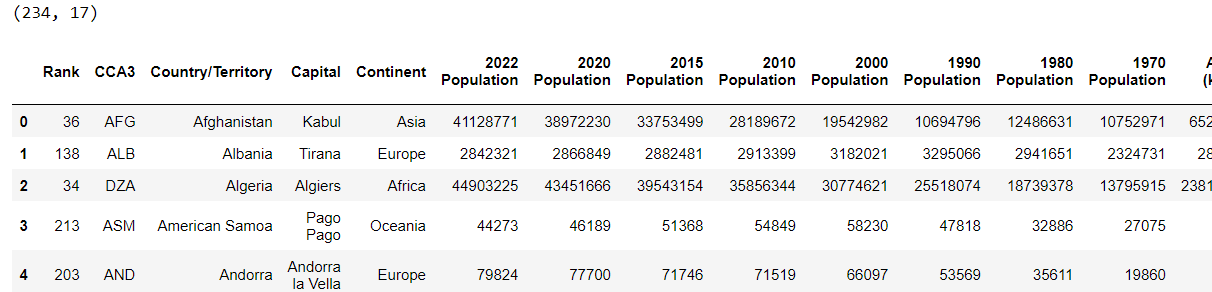 (234, 17)
2022 2020 2015 2010 2000 1990 1980 1970 A
Rank CCA3 Country/Territory Capital Continent Population Population Population Population Population Population Population Population (k
0 36 AFG Afghanistan Kabul Asia 41128771 38972230 33753499 28189672 19542982 10694796 12486631 10752971 652
1 138 ALB Albania Tirana Europe 2842321 2866849 2882481 2913399 3182021 3295066 2941651 2324731 28
2 34 DZA Algeria Algiers Africa 44903225 43451666 39543154 35856344 30774621 25518074 18739378 13795915 2381
3 213 ASM American Samoa Pago Pago Oceania 44273 46189 51368 54849 58230 47818 32886 27075
4 203 AND Andorra Andorra la Vella Europe 79824 77700 71746 71519 66097 53569 35611 19860